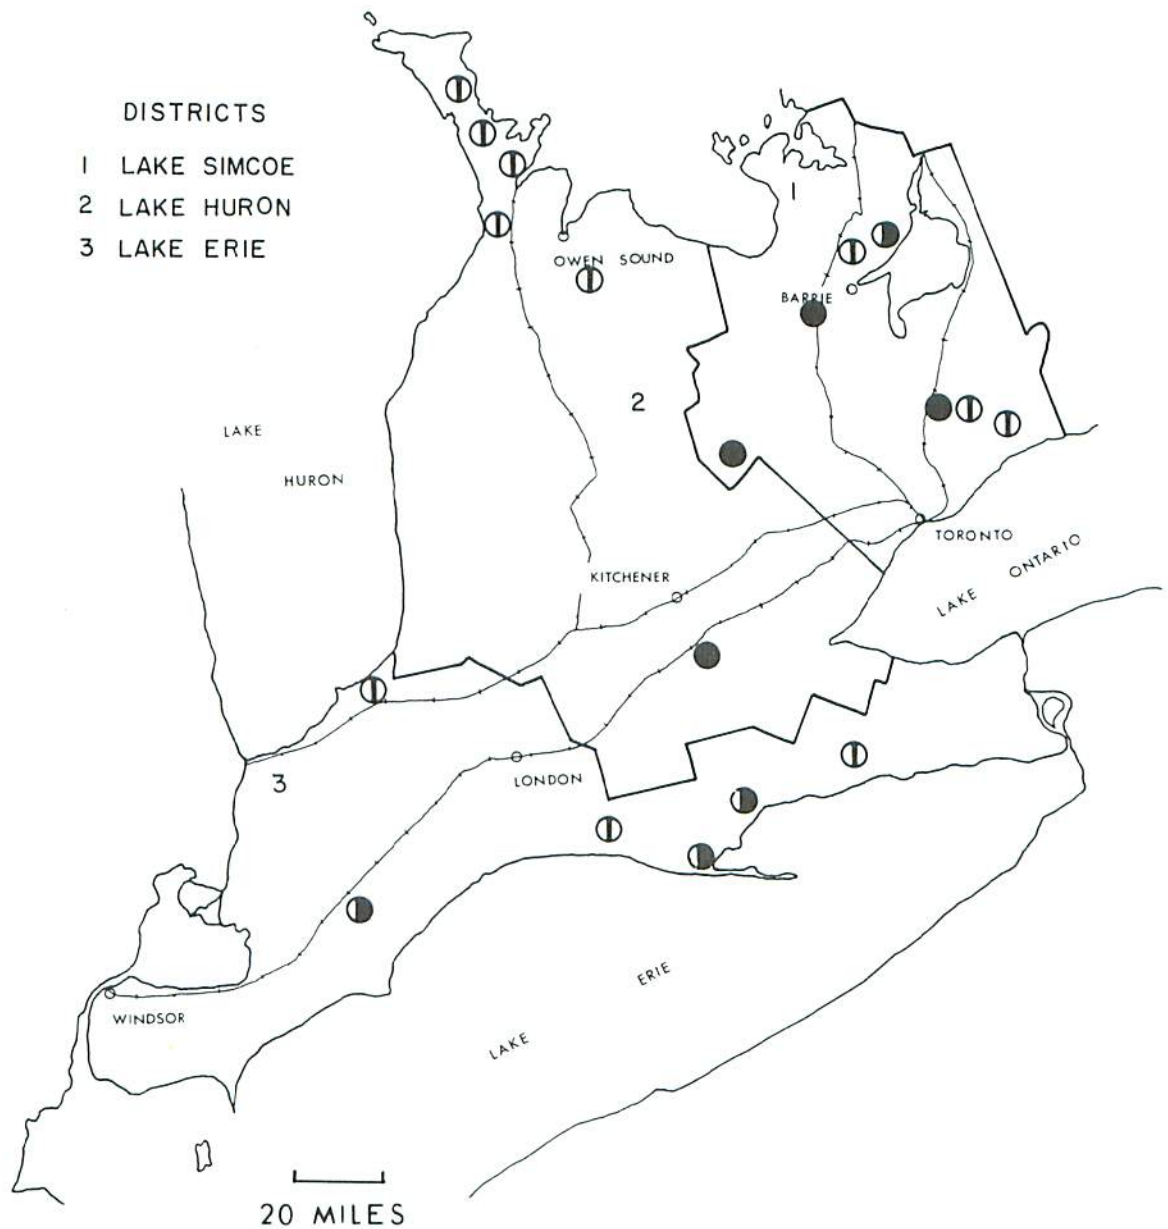 DISTRICTS
1 LAKE SIMCOE
2 LAKE HURON
3 LAKE ERIE
1
OWEN SOUND
BARRIE
2
LAKE
HURON
TORONTO
LAKE ONTARIO
KITCHENER
3
LONDON
ERIE
WINDSOR
LAKE
20 MILES